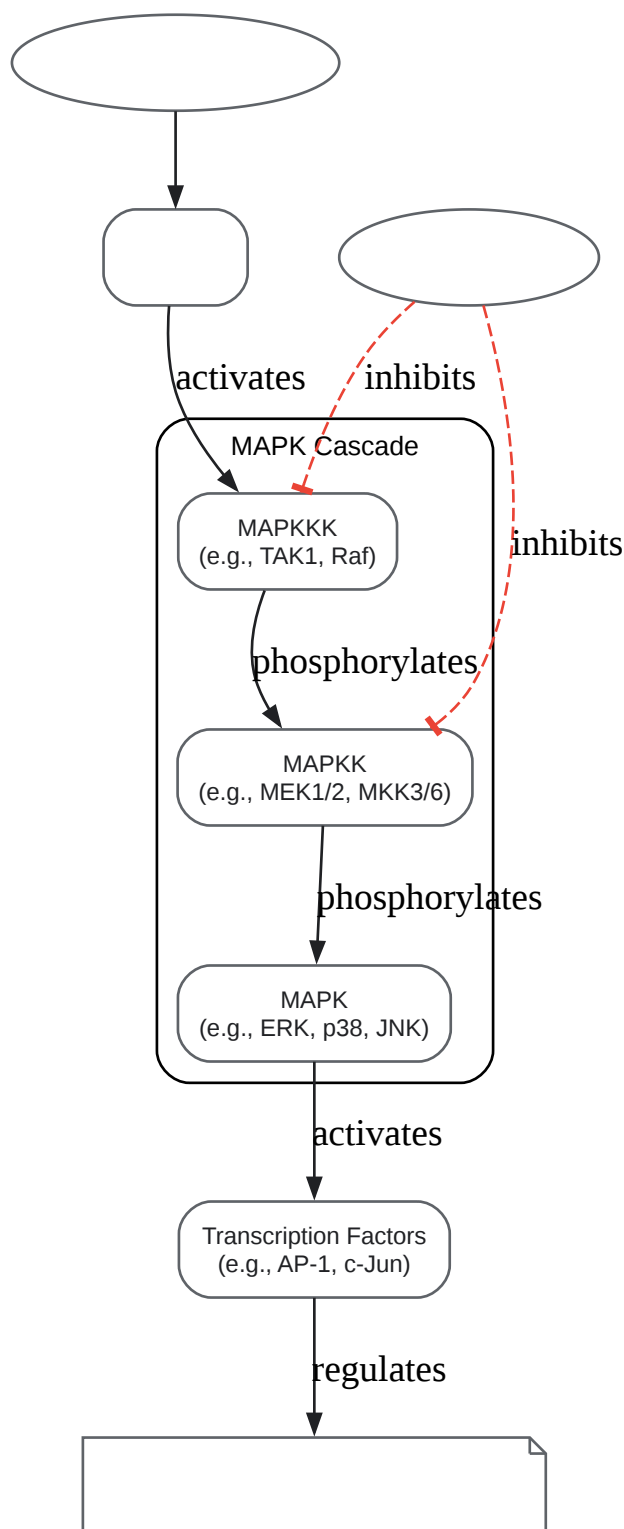 activates
inhibits
MAPK Cascade
MAPKKK
(e.g., TAK1, Raf)
inhibits
phosphorylates
MAPKK
(e.g., MEK1/2, MKK3/6)
phosphorylates
MAPK
(e.g., ERK, p38, JNK)
activates
Transcription Factors
(e.g., AP-1, c-Jun)
regulates